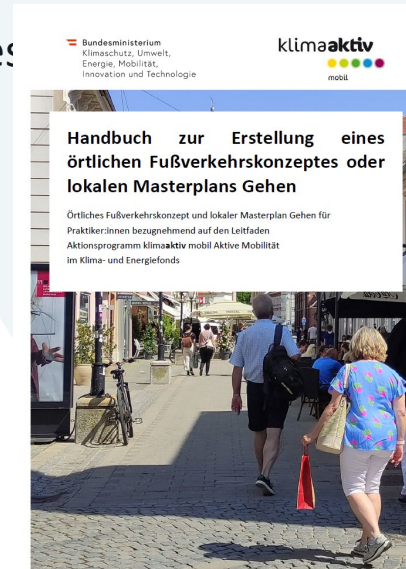 es
Bundesministerium
Klimaschutz, Umwelt,
Energie, Mobilität,
Innovation und Technologie
klimaaktiv
mobil
Handbuch zur Erstellung eines
örtlichen Fußverkehrskonzeptes oder
lokalen Masterplans Gehen
Örtliches Fußverkehrskonzept und lokaler Masterplan Gehen für
Praktiker:innen bezugnehmend auf den Leitfaden
Aktionsprogramm klimaaktiv mobil Aktive Mobilität
im Klima- und Energiefonds